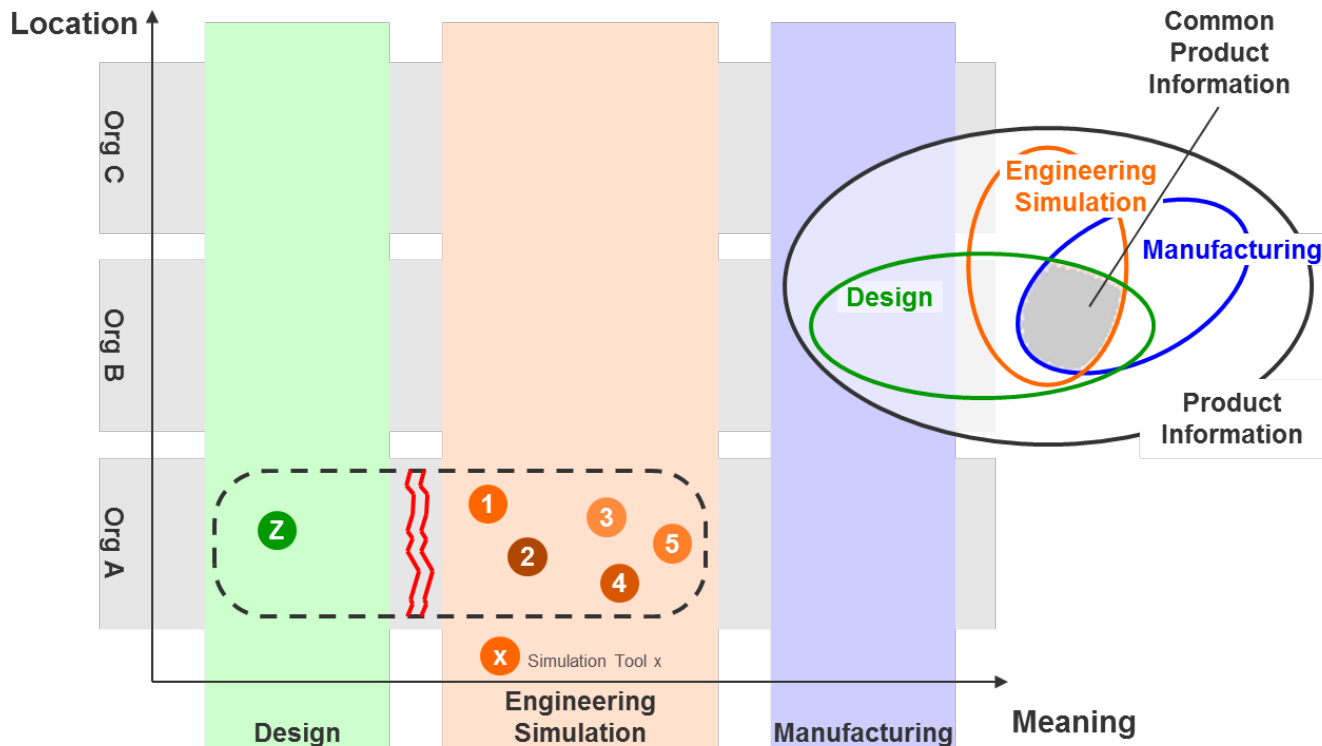 Location
Common
Product
Information
Org C
Engineering
Simulation
Manufacturing
Design
Org B
Product
Information
Org A
Z
1
2
3
4
5
x
Simulation Tool x
Design
Engineering
Simulation
Manufacturing
Meaning